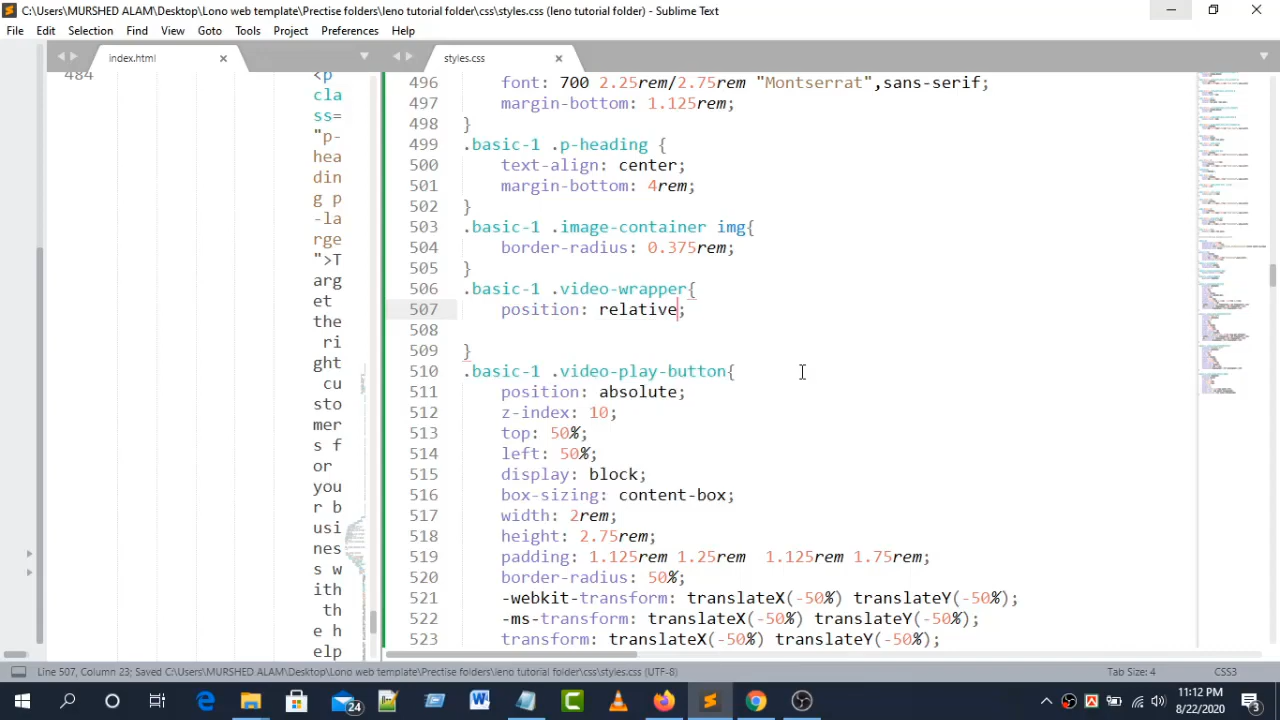 C:\Users\MURSHED ALAM\Desktop\Lono web template\Prectise folders\leno tutorial folder\css\styles.css (leno tutorial folder) - Sublime Text
File Edit Selection Find View Goto Tools Project Preferences Help
index.html
styles.css
484
<p
cla
ss=
"p-
hea
din
g p
-la
rge
">T
arg
et
the
ri
ght
cu
sto
mer
s f
or
you
r b
usi
nes
s w
ith
th
e h
elp
496 font: 700 2.25rem/2.75rem "Montserrat",sans-serif;
497 margin-bottom: 1.125rem;
498 }
499 .basic-1 .p-heading {
500 text-align: center;
501 margin-bottom: 4rem;
502 }
503 .basic-1 .image-container img{
504 border-radius: 0.375rem;
505 }
506 .basic-1 .video-wrapper{
507 position: relative;
508
509 }
510 .basic-1 .video-play-button{
511 position: absolute;
512 z-index: 10;
513 top: 50%;
514 left: 50%;
515 display: block;
516 box-sizing: content-box;
517 width: 2rem;
518 height: 2.75rem;
519 padding: 1.125rem 1.25rem  1.125rem 1.75rem;
520 border-radius: 50%;
521 -webkit-transform: translateX(-50%) translateY(-50%);
522 -ms-transform: translateX(-50%) translateY(-50%);
523 transform: translateX(-50%) translateY(-50%);
Line 507, Column 23; Saved C:\Users\MURSHED ALAM\Desktop\Lono web template\Prectise folders\leno tutorial folder\css\styles.css (UTF-8)
Tab Size: 4
CSS3
24
11:12 PM
8/22/2020
3